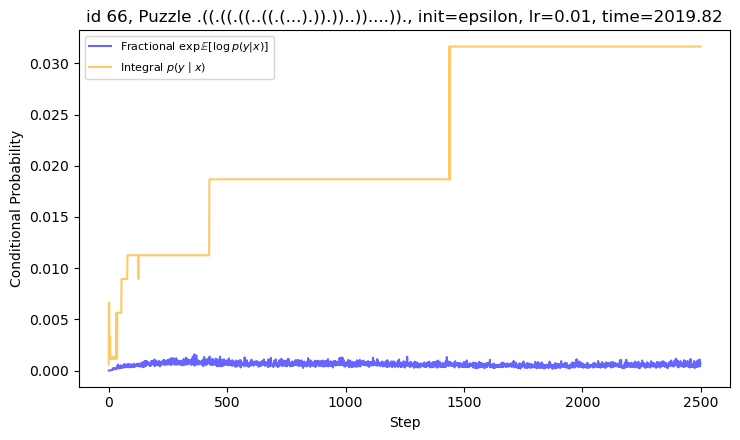 id 66, Puzzle .((.((.((..((.(...).)).))..))....))., init=epsilon, lr=0.01, time=2019.82
Fractional exp𝔼[log p(y|x)]
Integral p(y | x)
Conditional Probability
0.030
0.025
0.020
0.015
0.010
0.005
0.000
0
500
1000
1500
2000
2500
Step